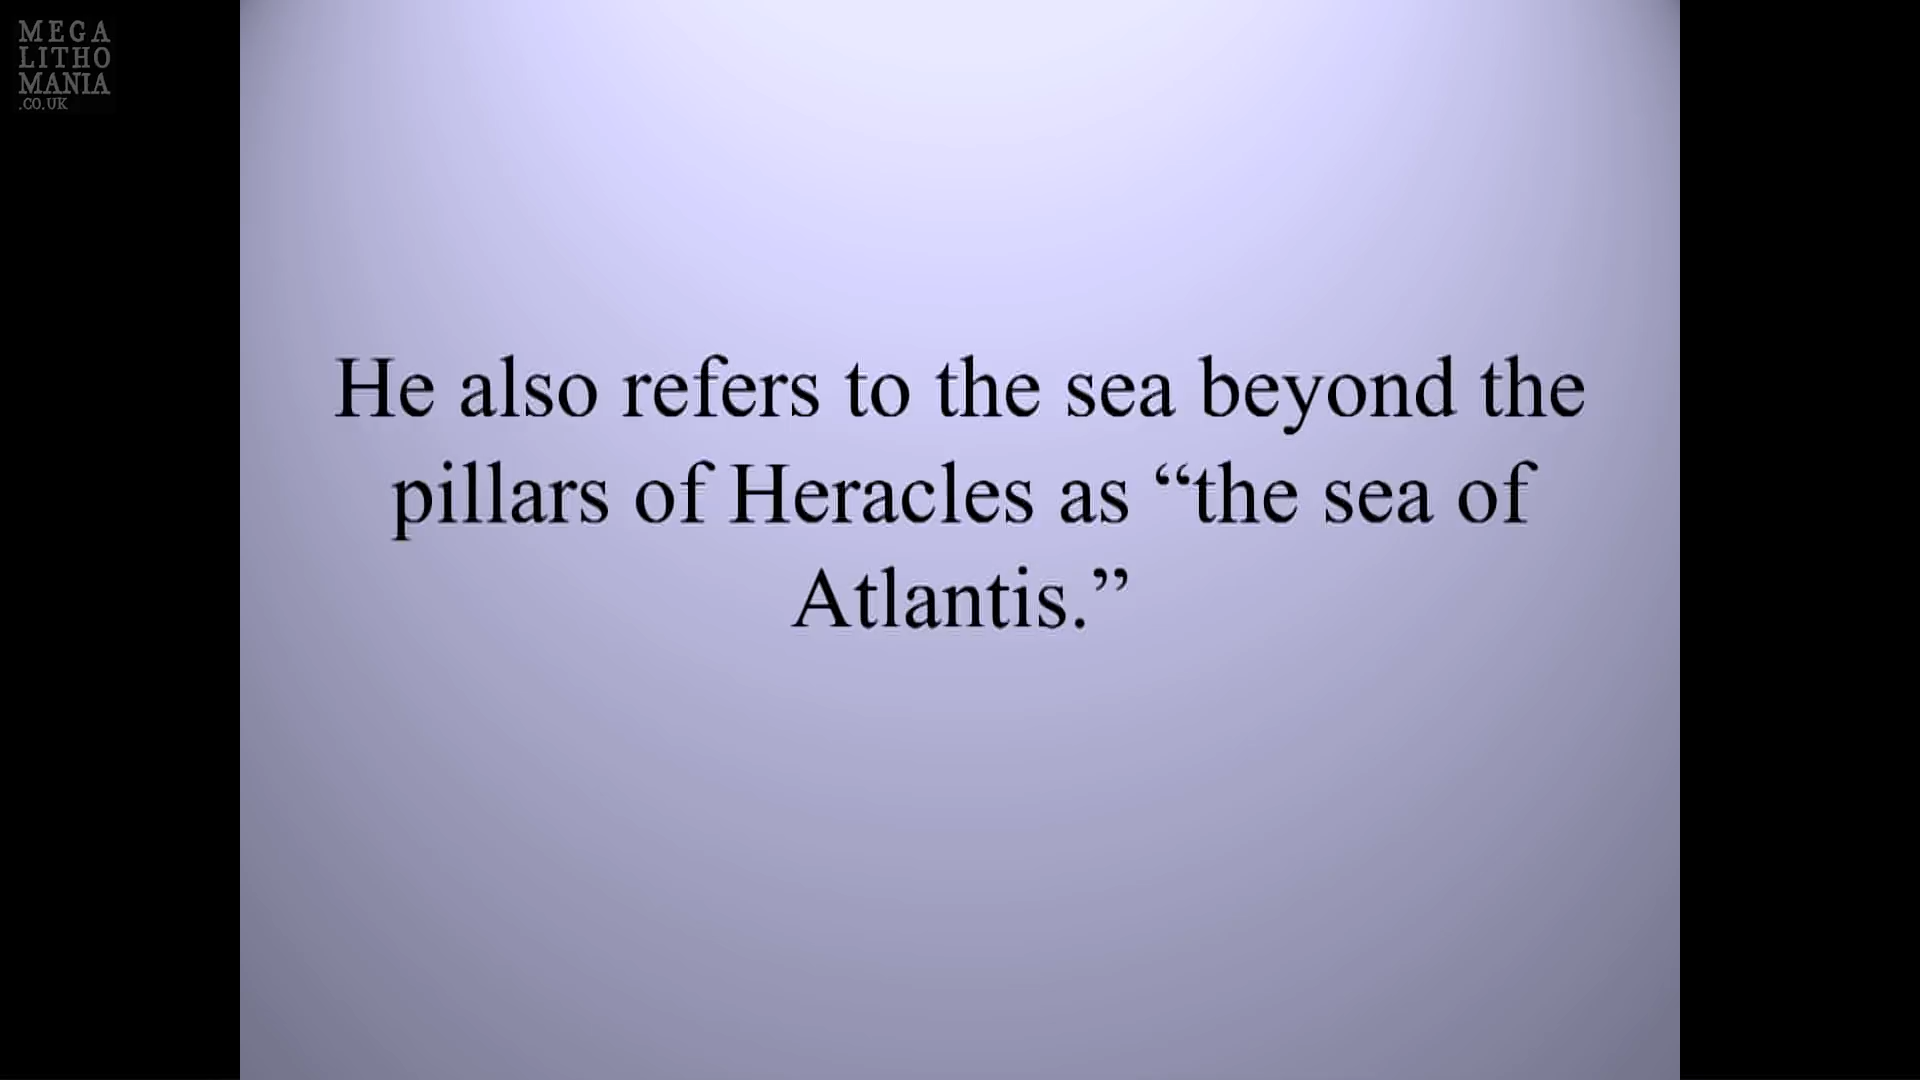 MEGA
LITHO
MANIA
.CO.UK
He also refers to the sea beyond the
pillars of Heracles as “the sea of
Atlantis.”